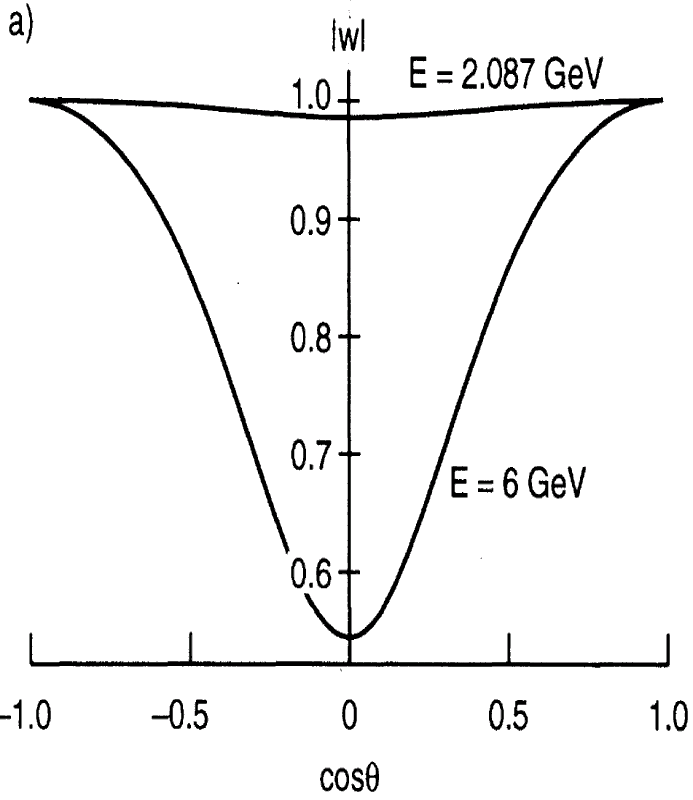 a)
|w|
E = 2.087 GeV
1.0
0.9
0.8
0.7
E = 6 GeV
0.6
–1.0 –0.5 0 0.5 1.0
cosθ